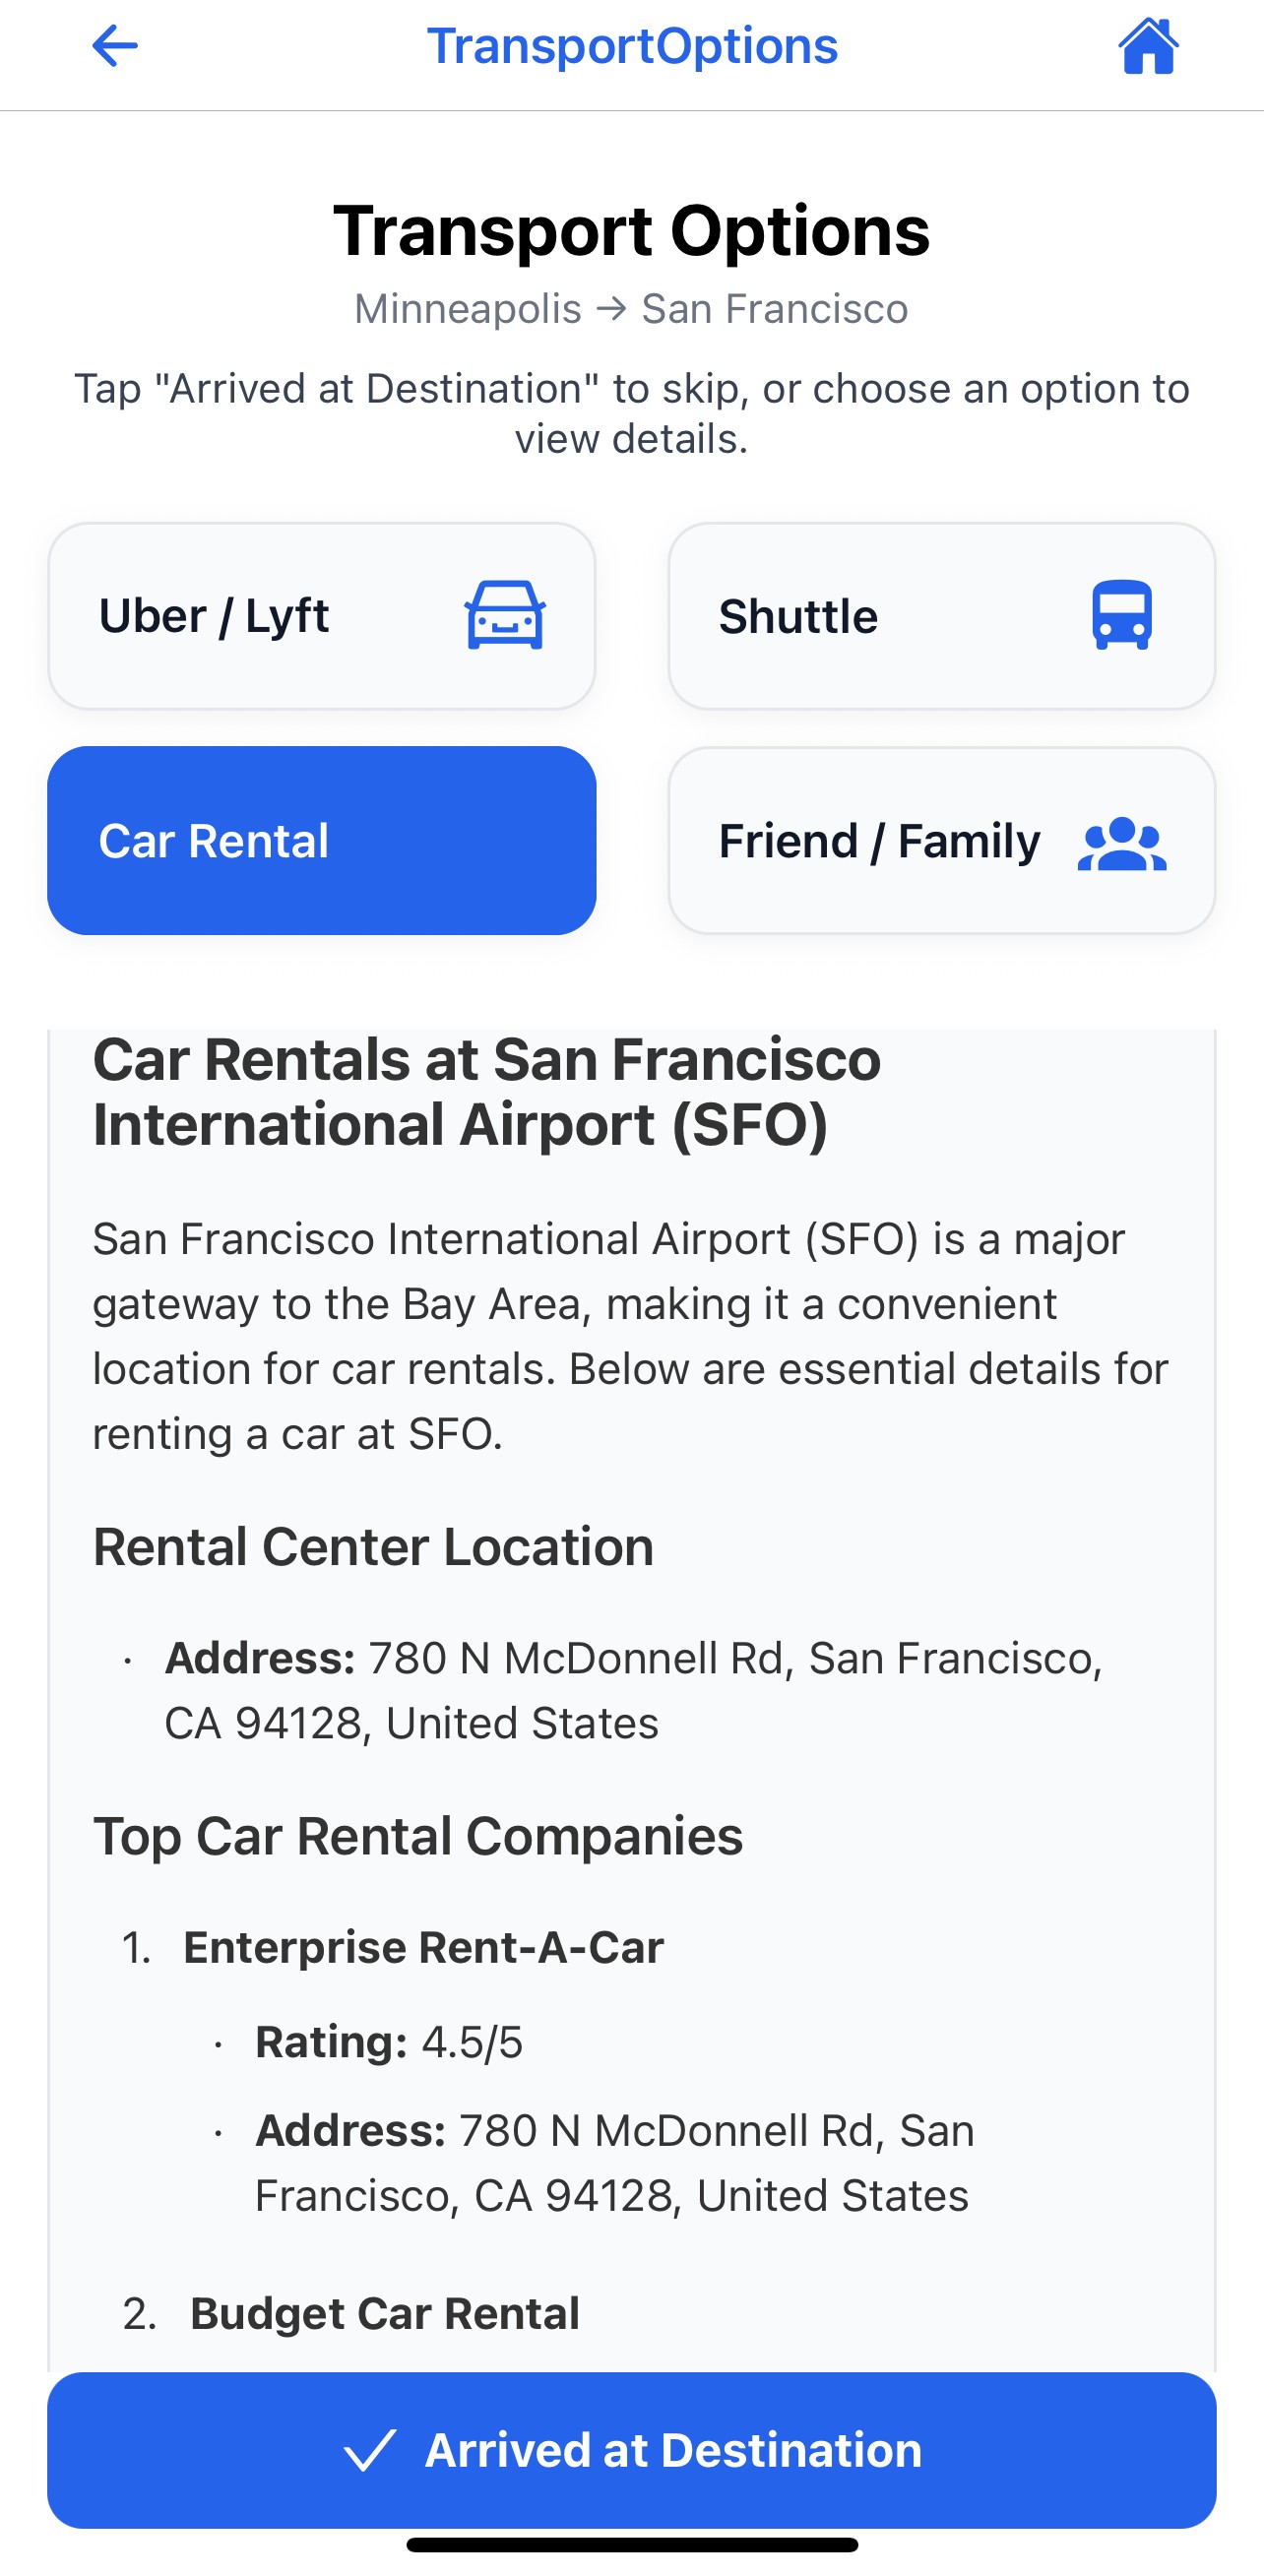 TransportOptions
Transport Options
Minneapolis → San Francisco
Tap "Arrived at Destination" to skip, or choose an option to
view details.
Uber / Lyft
Shuttle
Car Rental
Friend / Family
Car Rentals at San Francisco
International Airport (SFO)
San Francisco International Airport (SFO) is a major
gateway to the Bay Area, making it a convenient
location for car rentals. Below are essential details for
renting a car at SFO.
Rental Center Location
· Address: 780 N McDonnell Rd, San Francisco,
CA 94128, United States
Top Car Rental Companies
1. Enterprise Rent-A-Car
· Rating: 4.5/5
· Address: 780 N McDonnell Rd, San
Francisco, CA 94128, United States
2. Budget Car Rental
Arrived at Destination